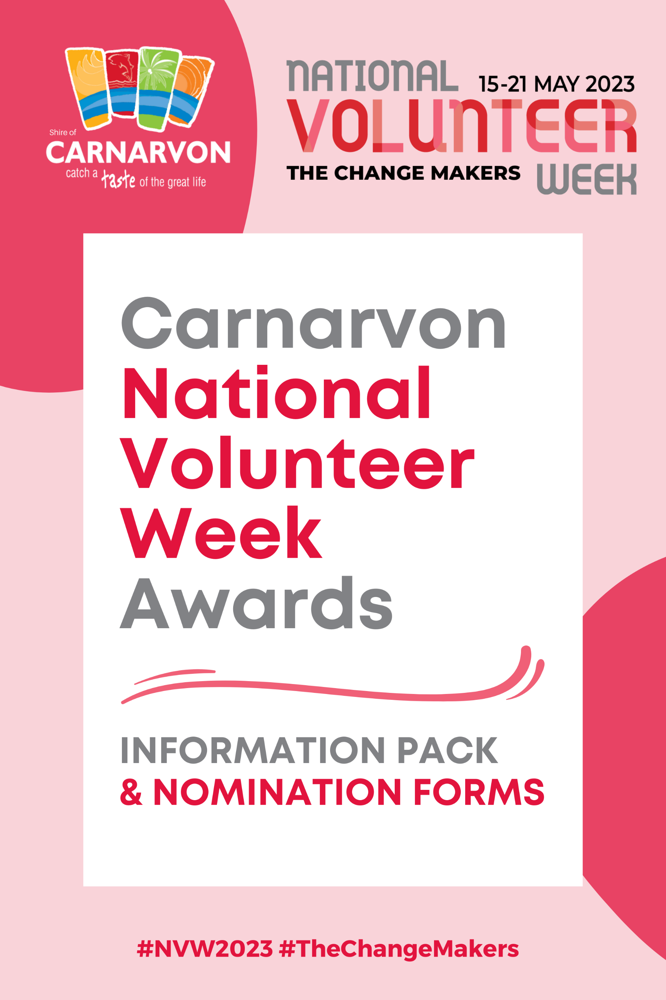 Shire of
CARNARVON
catch a taste of the great life
NATIONAL
15-21 MAY 2023
VOLUNTEER
THE CHANGE MAKERS
WEEK
Carnarvon
National
Volunteer
Week
Awards
INFORMATION PACK
& NOMINATION FORMS
#NVW2023 #TheChangeMakers